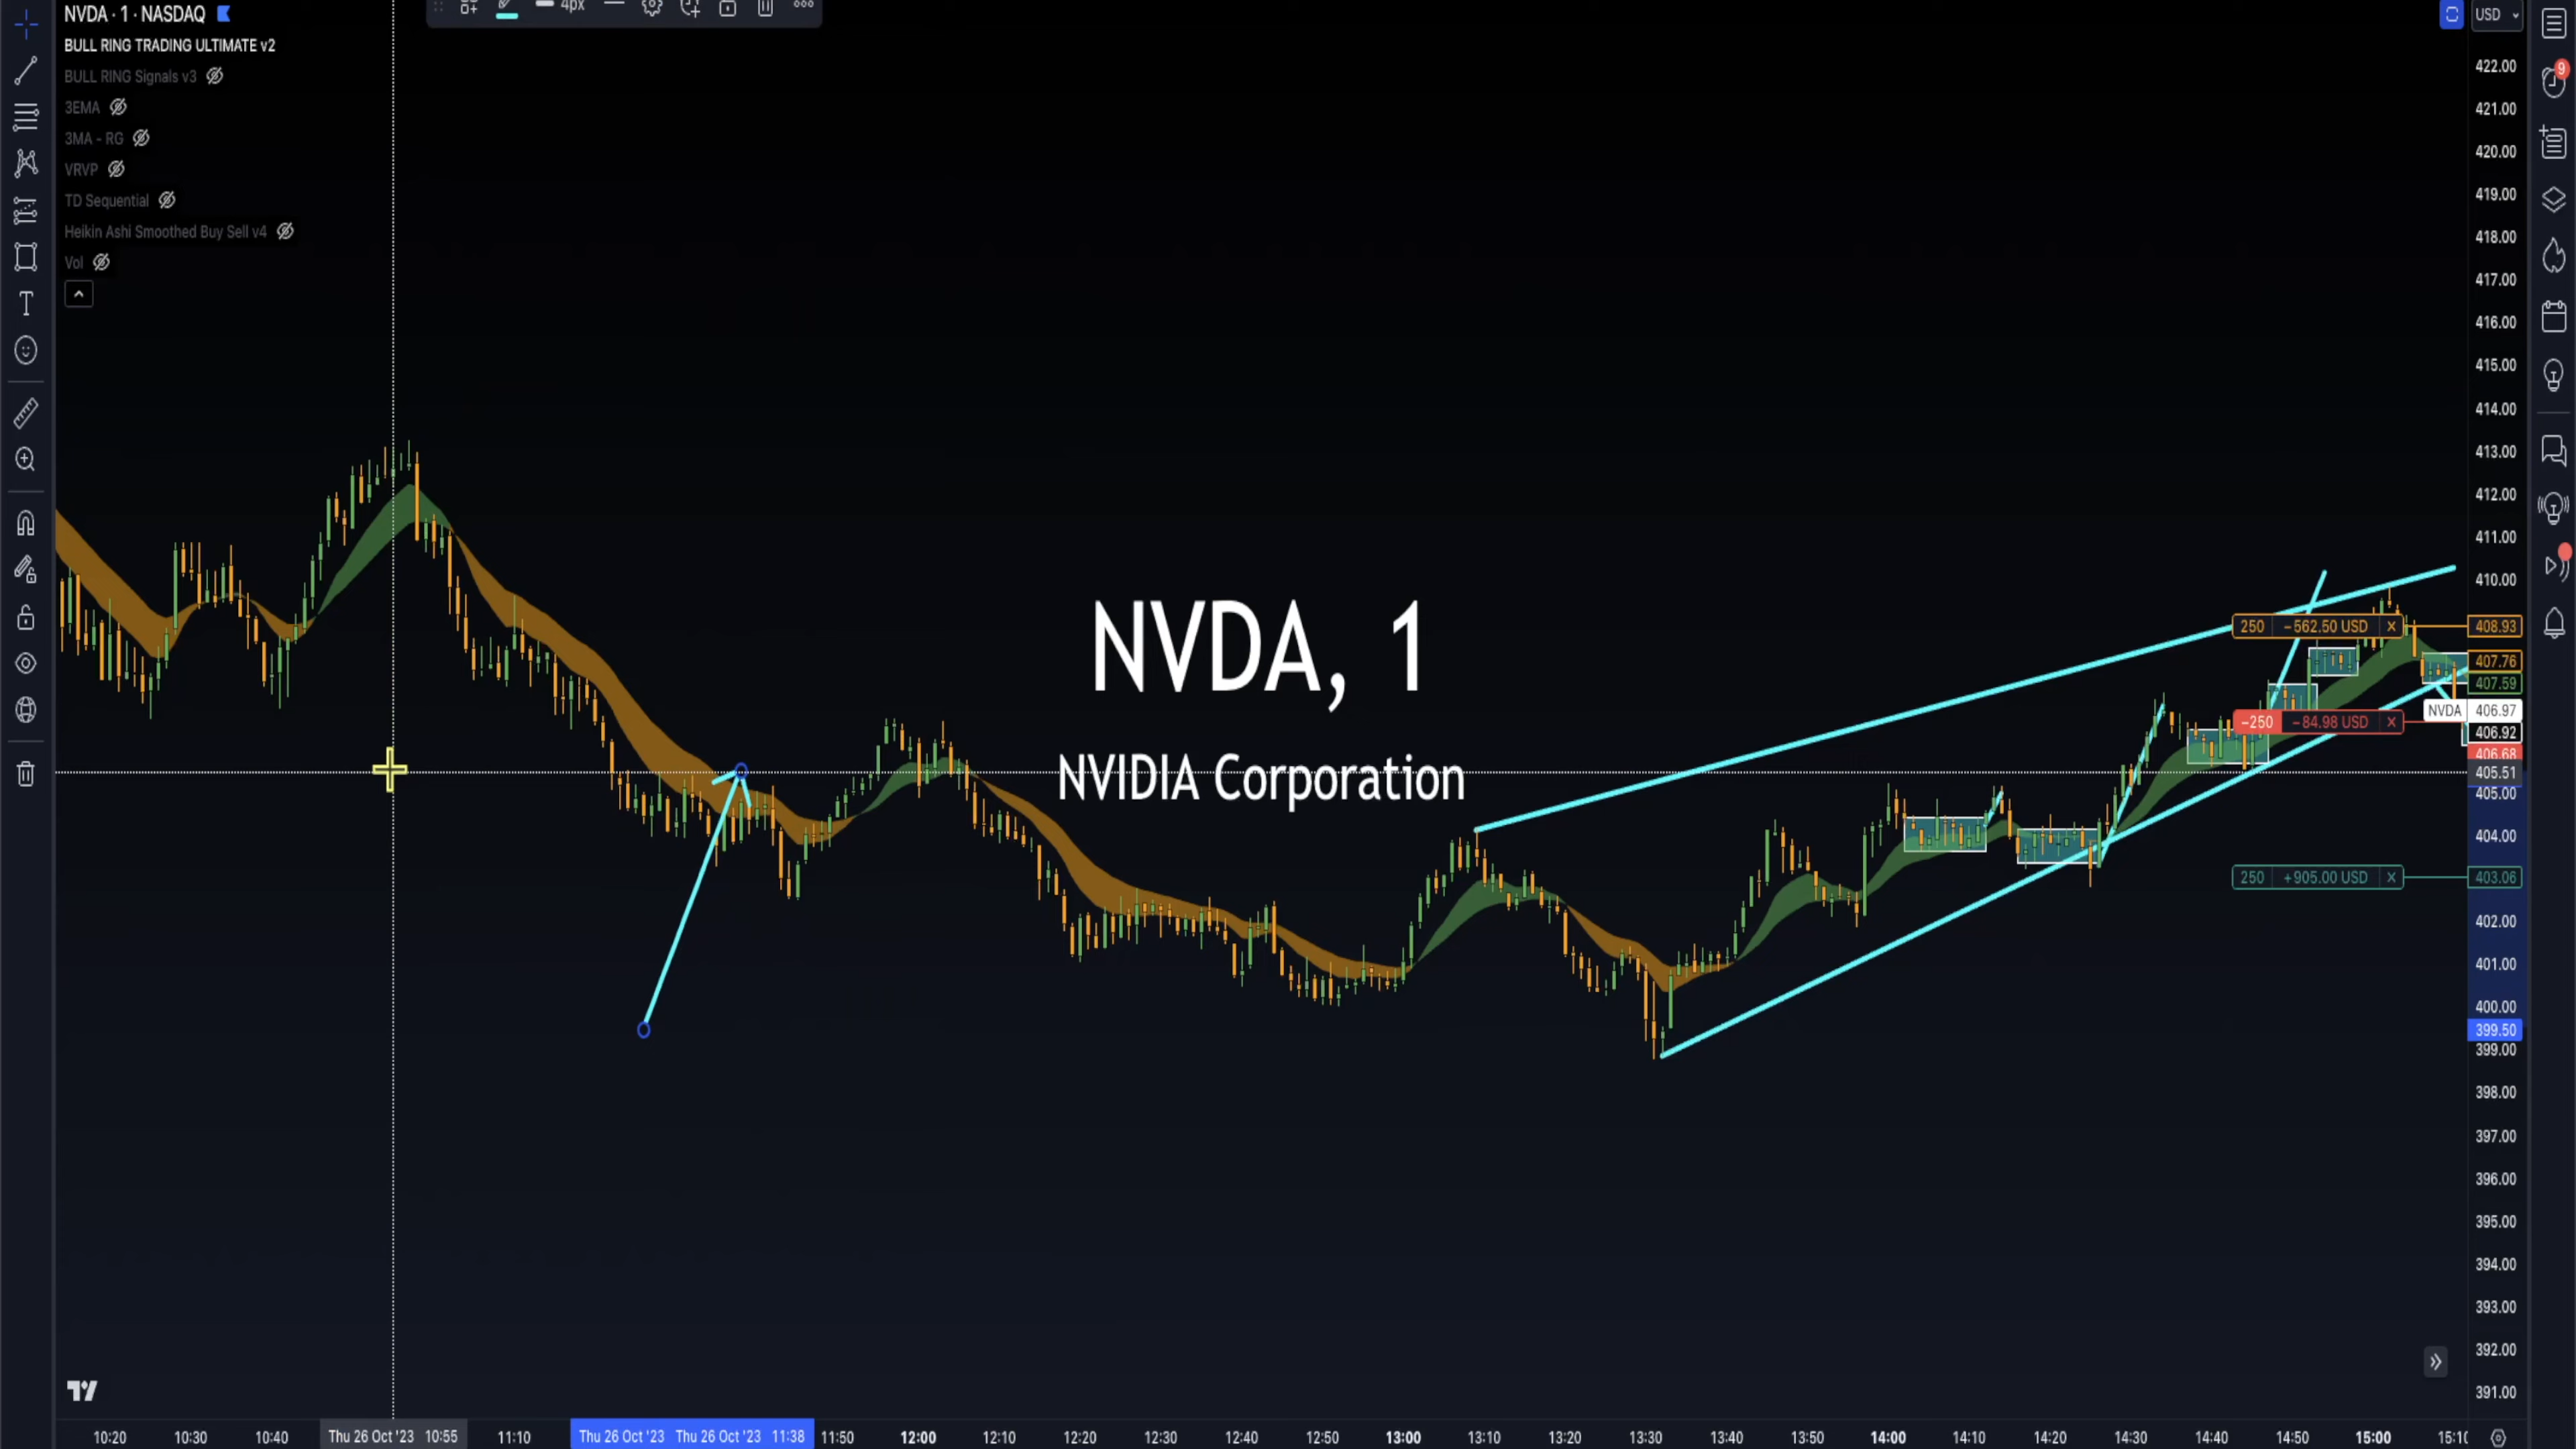 NVDA · 1 · NASDAQ
BULL RING TRADING ULTIMATE v2
BULL RING Signals v3
3EMA
3MA - RG
VRVP
TD Sequential
Heikin Ashi Smoothed Buy Sell v4
Vol
4px
USD
9
422.00
421.00
420.00
419.00
418.00
417.00
416.00
415.00
414.00
413.00
412.00
411.00
410.00
250 −562.50 USD × 408.93
407.76
407.59
NVDA 406.97
−250 −84.98 USD ×
406.92
406.68
405.51
405.00
404.00
250 +905.00 USD × 403.06
402.00
401.00
400.00
399.50
399.00
398.00
397.00
396.00
395.00
394.00
393.00
392.00
391.00
NVDA, 1
NVIDIA Corporation
10:20 10:30 10:40 Thu 26 Oct '23 10:55 11:10 Thu 26 Oct '23 Thu 26 Oct '23 11:38 11:50 12:00 12:10 12:20 12:30 12:40 12:50 13:00 13:10 13:20 13:30 13:40 13:50 14:00 14:10 14:20 14:30 14:40 14:50 15:00